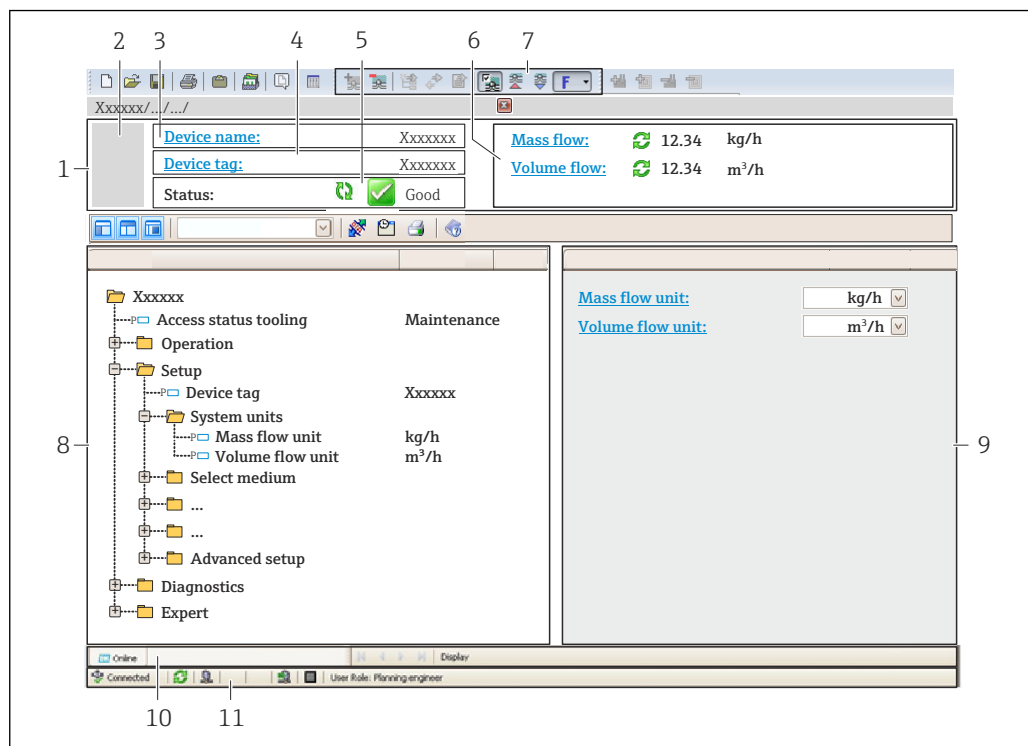 2 3 4 5 6 7
F
Xxxxxx/.../.../
1
Device name: Xxxxxxx
Device tag: Xxxxxxx
Status: Good
Mass flow: 12.34 kg/h
Volume flow: 12.34 m³/h
8
Xxxxxx
P Access status tooling Maintenance
Operation
Setup
P Device tag Xxxxxx
System units
P Mass flow unit kg/h
P Volume flow unit m³/h
Select medium
...
...
Advanced setup
Diagnostics
Expert
Mass flow unit: kg/h
Volume flow unit: m³/h
9
Online Display
Connected User Role: Planning engineer
10 11